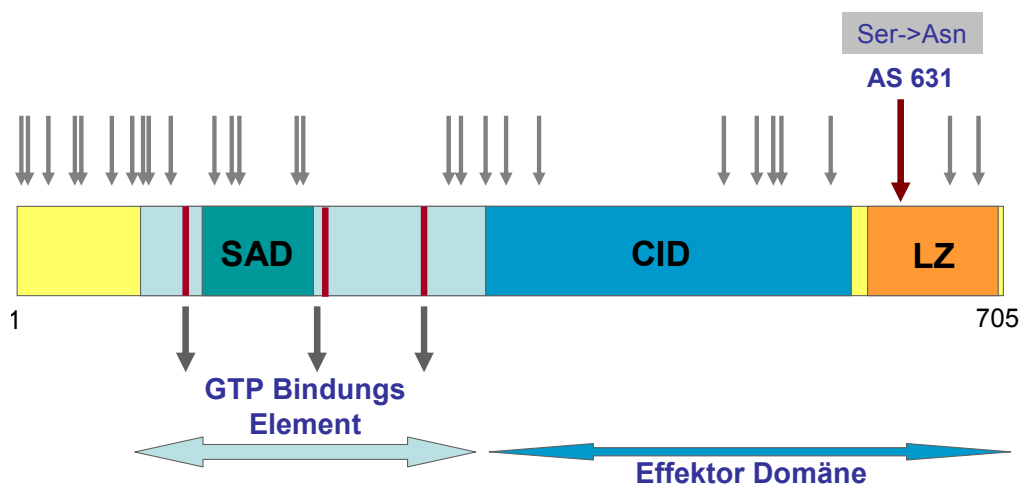 Ser->Asn
AS 631
SAD
CID
LZ
1
705
GTP Bindungs
Element
Effektor Domäne